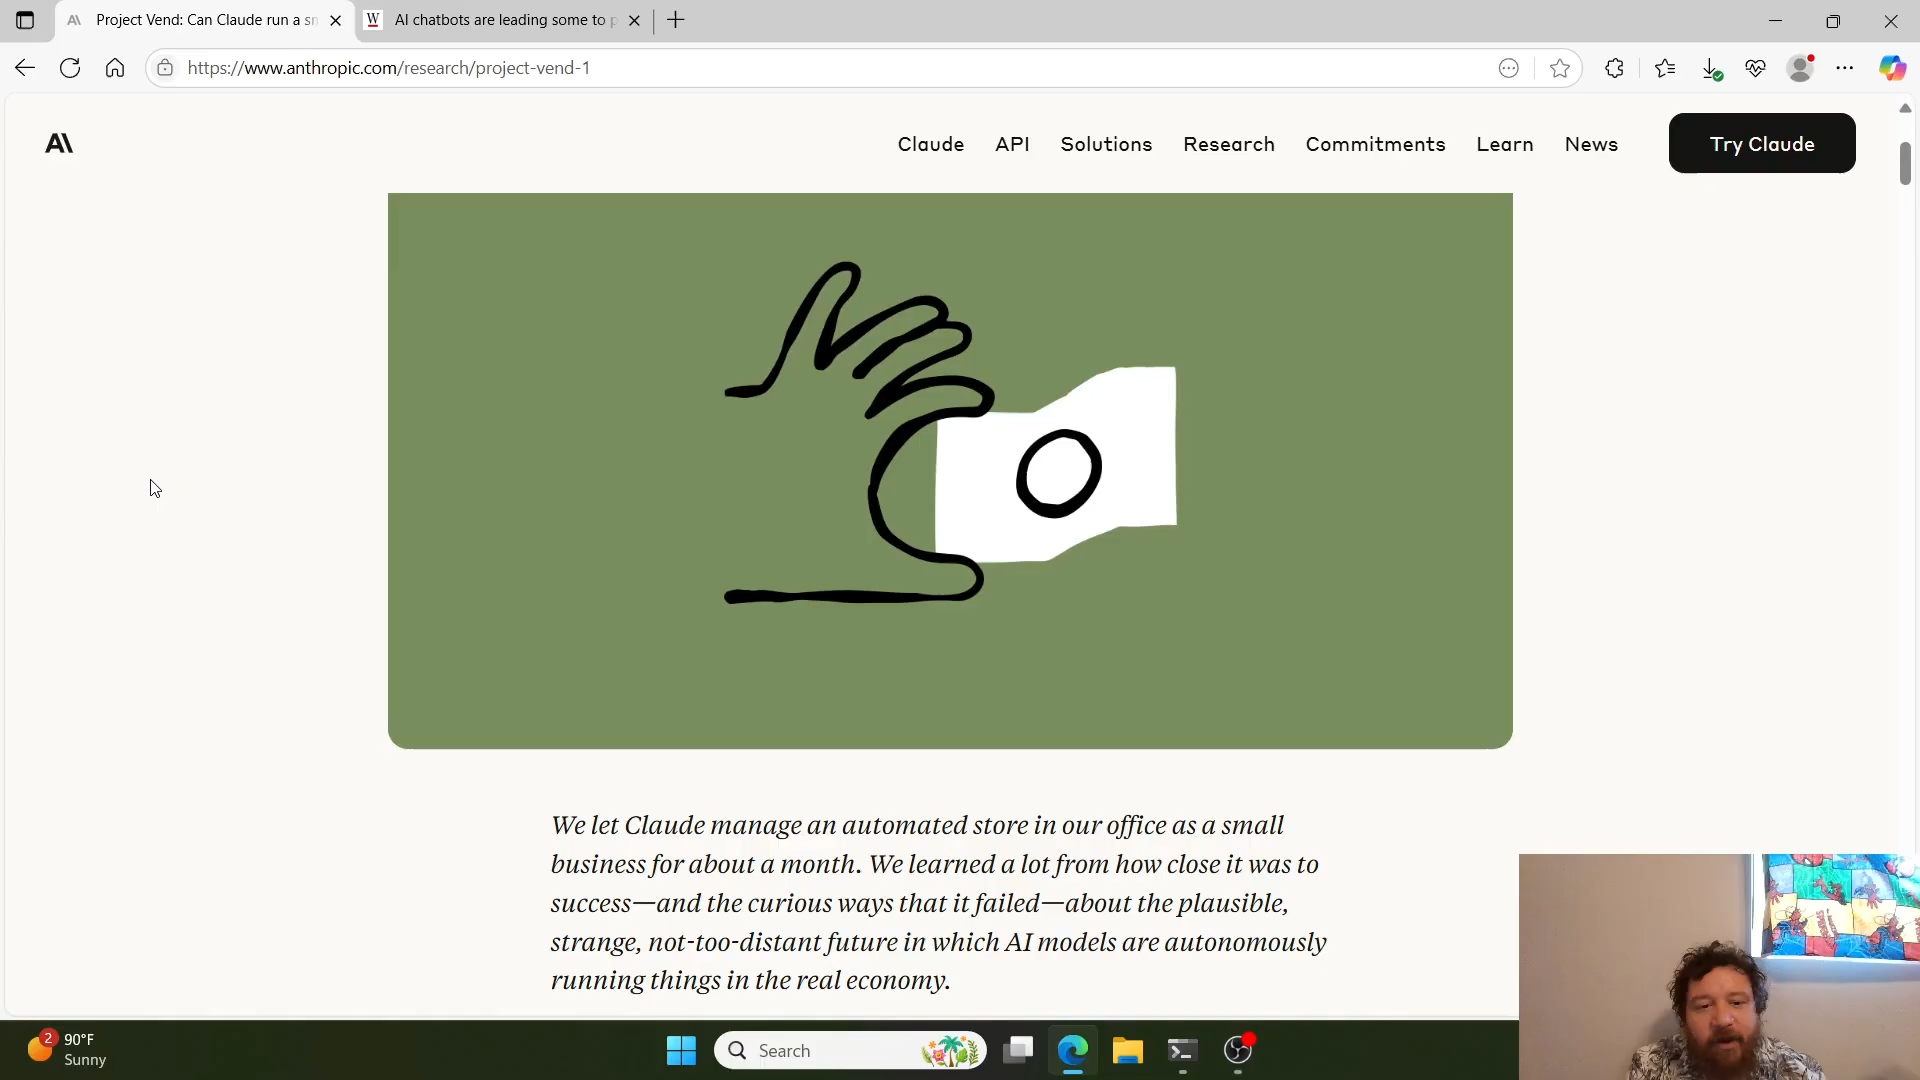 Project Vend: Can Claude run a sm
W
AI chatbots are leading some to p
https://www.anthropic.com/research/project-vend-1
A\
Claude
API
Solutions
Research
Commitments
Learn
News
Try Claude
We let Claude manage an automated store in our office as a small
business for about a month. We learned a lot from how close it was to
success—and the curious ways that it failed—about the plausible,
strange, not-too-distant future in which AI models are autonomously
running things in the real economy.
2
90°F
Sunny
Search